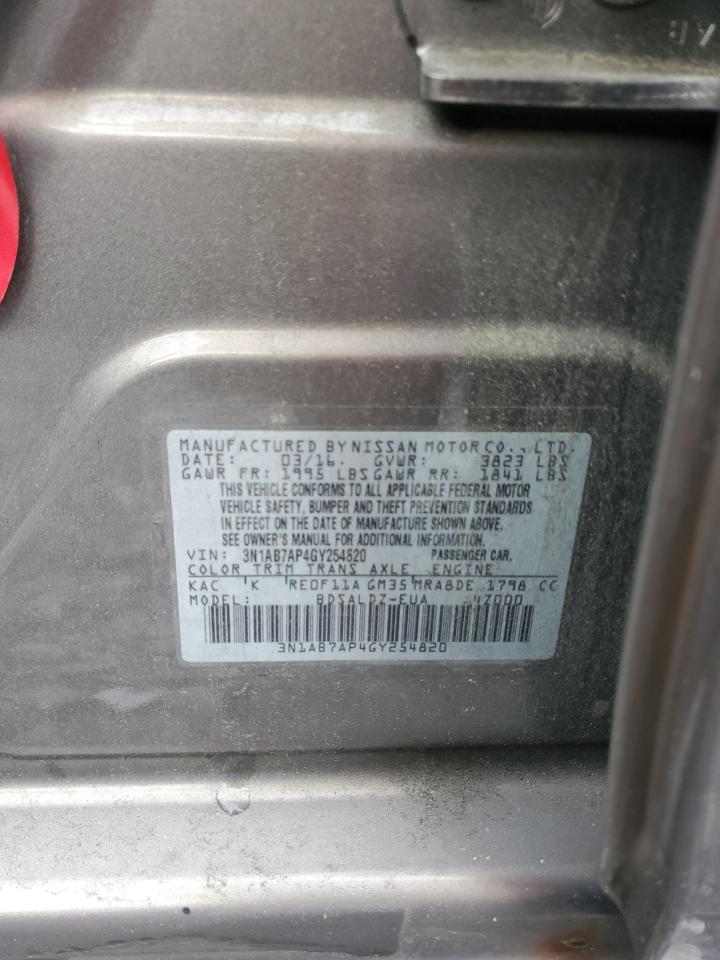 MANUFACTURED BY NISSAN MOTOR CO., LTD.
DATE: 03/16. GVWR: 3823 LBS
GAWR FR: 1995 LBS GAWR RR: 1841 LBS
THIS VEHICLE CONFORMS TO ALL APPLICABLE FEDERAL MOTOR
VEHICLE SAFETY, BUMPER AND THEFT PREVENTION STANDARDS
IN EFFECT ON THE DATE OF MANUFACTURE SHOWN ABOVE.
SEE OWNER'S MANUAL FOR ADDITIONAL INFORMATION.
VIN: 3N1AB7AP4GY254820 PASSENGER CAR.
COLOR TRIM TRANS AXLE ENGINE
KAC K RE0F11A GM35 MRA8DE 1798 CC
MODEL: BDSALDZ-EUA
3N1AB7AP4GY254820